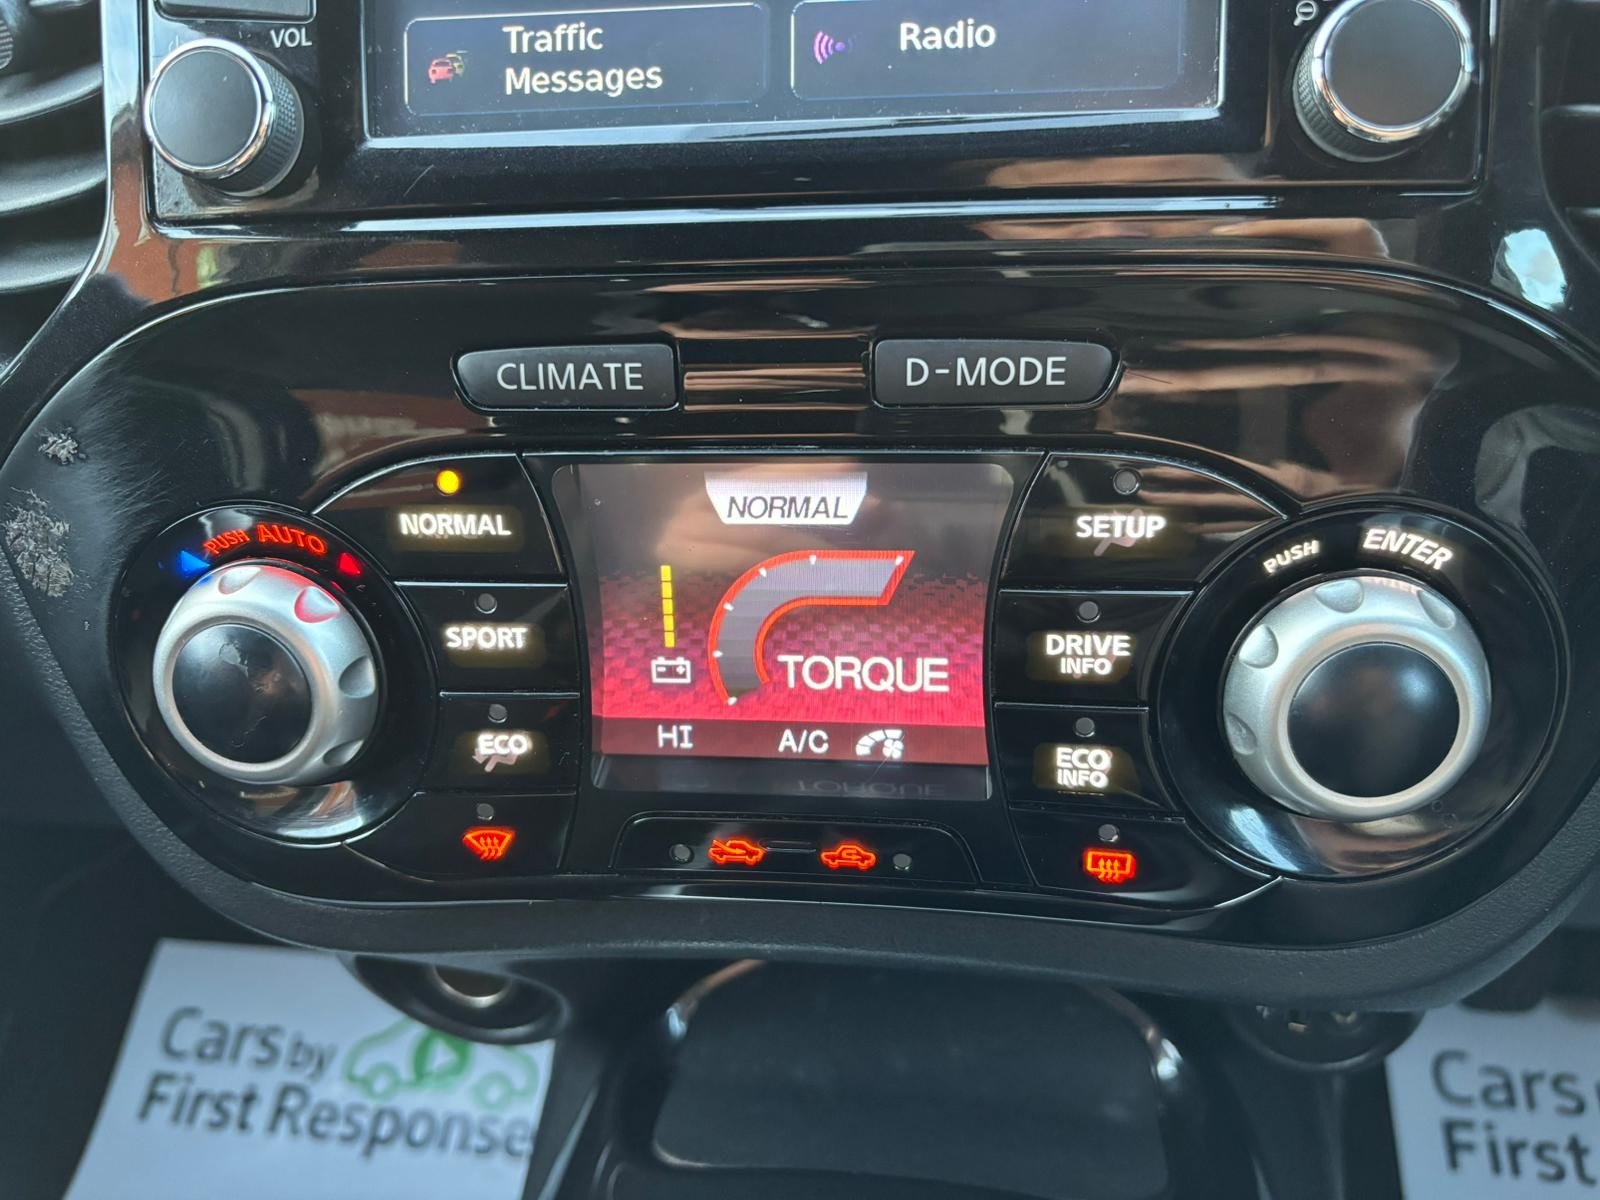 VOL
Traffic
Messages
Radio
CLIMATE
D-MODE
NORMAL
NORMAL
SETUP
PUSH AUTO
PUSH ENTER
SPORT
DRIVE
INFO
TORQUE
ECO
HI
A/C
ECO
INFO
Cars by
First Response
Cars
First